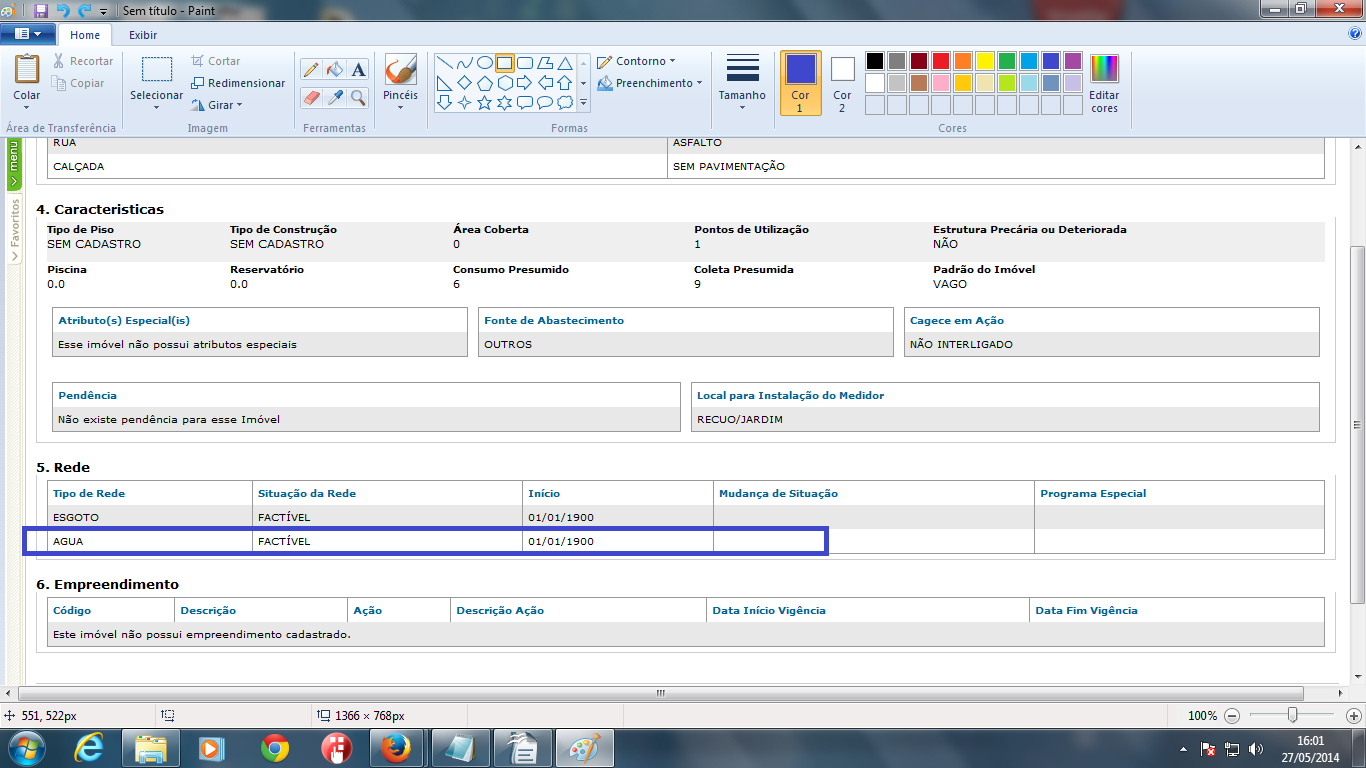 Sem título - Paint
Home Exibir
Colar
Recortar
Copiar
Área de Transferência
Selecionar
Cortar
Redimensionar
Girar
Imagem
A
Ferramentas
Pincéis
Contorno
Preenchimento
Formas
Tamanho
Cor 1
Cor 2
Editar cores
Cores
menu
Favoritos
RUA ASFALTO
CALÇADA SEM PAVIMENTAÇÃO
4. Caracteristicas
Tipo de Piso Tipo de Construção Área Coberta Pontos de Utilização Estrutura Precária ou Deteriorada
SEM CADASTRO SEM CADASTRO 0 1 NÃO
Piscina Reservatório Consumo Presumido Coleta Presumida Padrão do Imóvel
0.0 0.0 6 9 VAGO
Atributo(s) Especial(is) Fonte de Abastecimento Cagece em Ação
Esse imóvel não possui atributos especiais OUTROS NÃO INTERLIGADO
Pendência Local para Instalação do Medidor
Não existe pendência para esse Imóvel RECUO/JARDIM
5. Rede
Tipo de Rede Situação da Rede Início Mudança de Situação Programa Especial
ESGOTO FACTÍVEL 01/01/1900
AGUA FACTÍVEL 01/01/1900
6. Empreendimento
Código Descrição Ação Descrição Ação Data Início Vigência Data Fim Vigência
Este imóvel não possui empreendimento cadastrado.
551, 522px 1366 × 768px 100%
16:01
27/05/2014